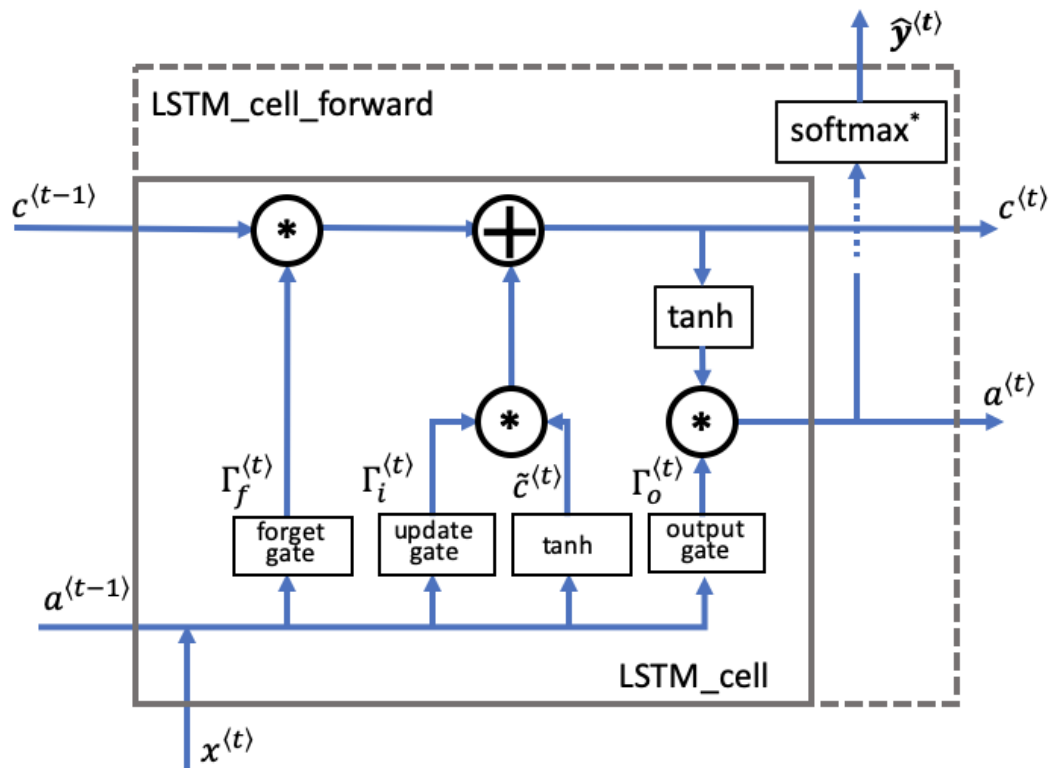 ŷ⟨t⟩
LSTM_cell_forward
softmax*
c⟨t−1⟩
*
+
c⟨t⟩
tanh
*
*
a⟨t⟩
Γf⟨t⟩
Γi⟨t⟩
c̃⟨t⟩
Γo⟨t⟩
forget
gate
update
gate
tanh
output
gate
a⟨t−1⟩
LSTM_cell
x⟨t⟩